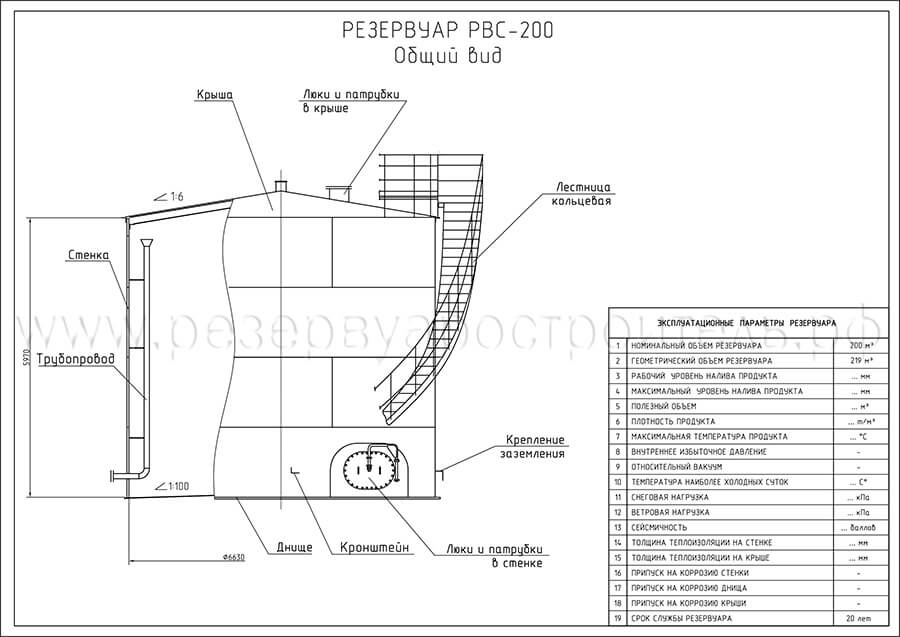 РЕЗЕРВУАР РВС-200
Общий вид
Крыша
Люки и патрубки
в крыше
1:6
Лестница
кольцевая
Стенка
5970
Трубопровод
www.резервуаростроитель.рф
Крепление
заземления
1:100
Днище
Кронштейн
Люки и патрубки
в стенке
Ø6630
ЭКСПЛУАТАЦИОННЫЕ ПАРАМЕТРЫ РЕЗЕРВУАРА
1 НОМИНАЛЬНЫЙ ОБЪЕМ РЕЗЕРВУАРА 200 м³
2 ГЕОМЕТРИЧЕСКИЙ ОБЪЕМ РЕЗЕРВУАРА 219 м³
3 РАБОЧИЙ УРОВЕНЬ НАЛИВА ПРОДУКТА ... мм
4 МАКСИМАЛЬНЫЙ УРОВЕНЬ НАЛИВА ПРОДУКТА ... мм
5 ПОЛЕЗНЫЙ ОБЪЕМ ... м³
6 ПЛОТНОСТЬ ПРОДУКТА ... т/м³
7 МАКСИМАЛЬНАЯ ТЕМПЕРАТУРА ПРОДУКТА ... °С
8 ВНУТРЕННЕЕ ИЗБЫТОЧНОЕ ДАВЛЕНИЕ -
9 ОТНОСИТЕЛЬНЫЙ ВАКУУМ -
10 ТЕМПЕРАТУРА НАИБОЛЕЕ ХОЛОДНЫХ СУТОК ... С°
11 СНЕГОВАЯ НАГРУЗКА ... кПа
12 ВЕТРОВАЯ НАГРУЗКА ... кПа
13 СЕЙСМИЧНОСТЬ ... баллов
14 ТОЛЩИНА ТЕПЛОИЗОЛЯЦИИ НА СТЕНКЕ ... мм
15 ТОЛЩИНА ТЕПЛОИЗОЛЯЦИИ НА КРЫШЕ ... мм
16 ПРИПУСК НА КОРРОЗИЮ СТЕНКИ -
17 ПРИПУСК НА КОРРОЗИЮ ДНИЩА -
18 ПРИПУСК НА КОРРОЗИЮ КРЫШИ -
19 СРОК СЛУЖБЫ РЕЗЕРВУАРА 20 лет